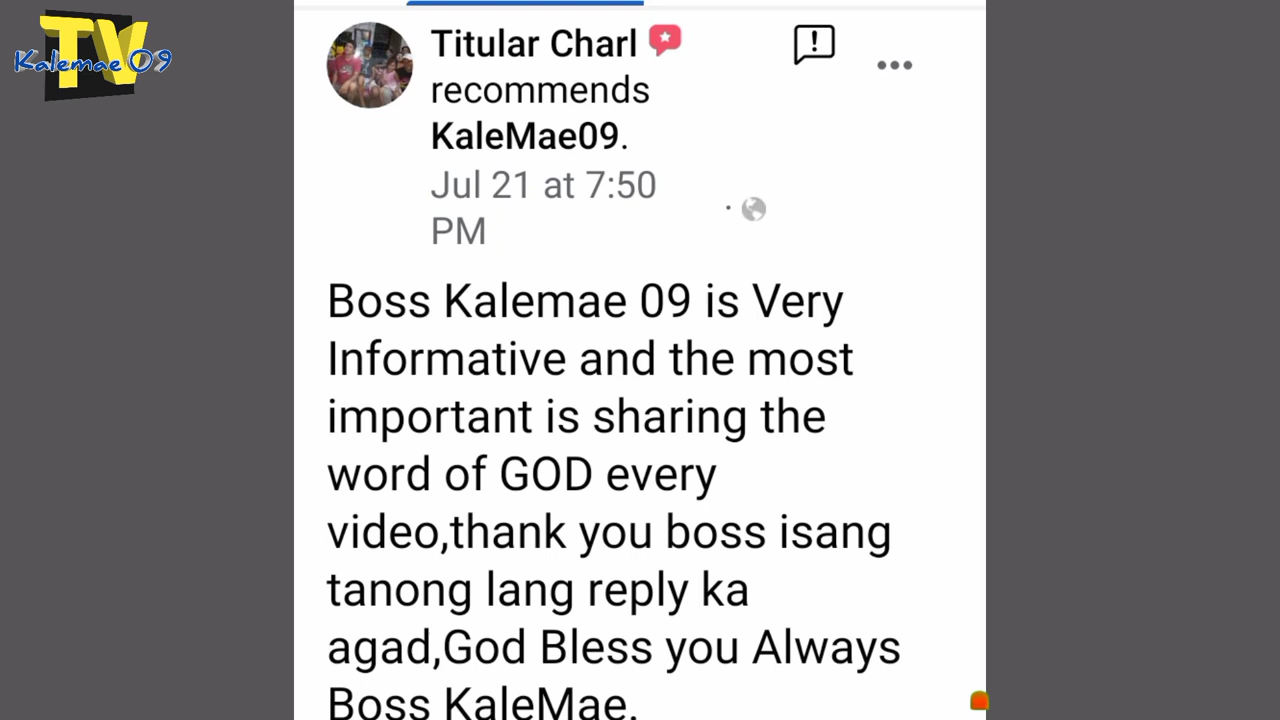 TV
Kalemae 09
Titular Charl
recommends
KaleMae09.
Jul 21 at 7:50
PM
Boss Kalemae 09 is Very
Informative and the most
important is sharing the
word of GOD every
video,thank you boss isang
tanong lang reply ka
agad,God Bless you Always
Boss KaleMae.